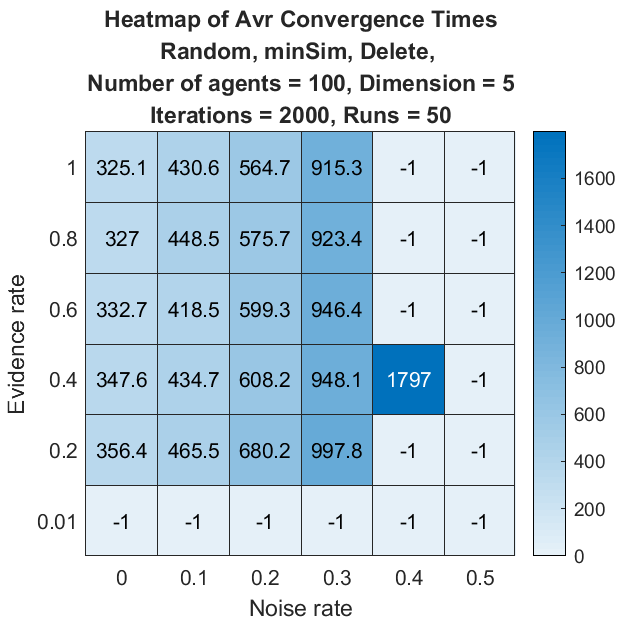 Heatmap of Avr Convergence Times
Random, minSim, Delete,
Number of agents = 100, Dimension = 5
Iterations = 2000, Runs = 50
1 325.1 430.6 564.7 915.3 -1 -1
0.8 327 448.5 575.7 923.4 -1 -1
0.6 332.7 418.5 599.3 946.4 -1 -1
0.4 347.6 434.7 608.2 948.1 1797 -1
0.2 356.4 465.5 680.2 997.8 -1 -1
0.01 -1 -1 -1 -1 -1 -1
0 0.1 0.2 0.3 0.4 0.5
Noise rate
Evidence rate
1600
1400
1200
1000
800
600
400
200
0